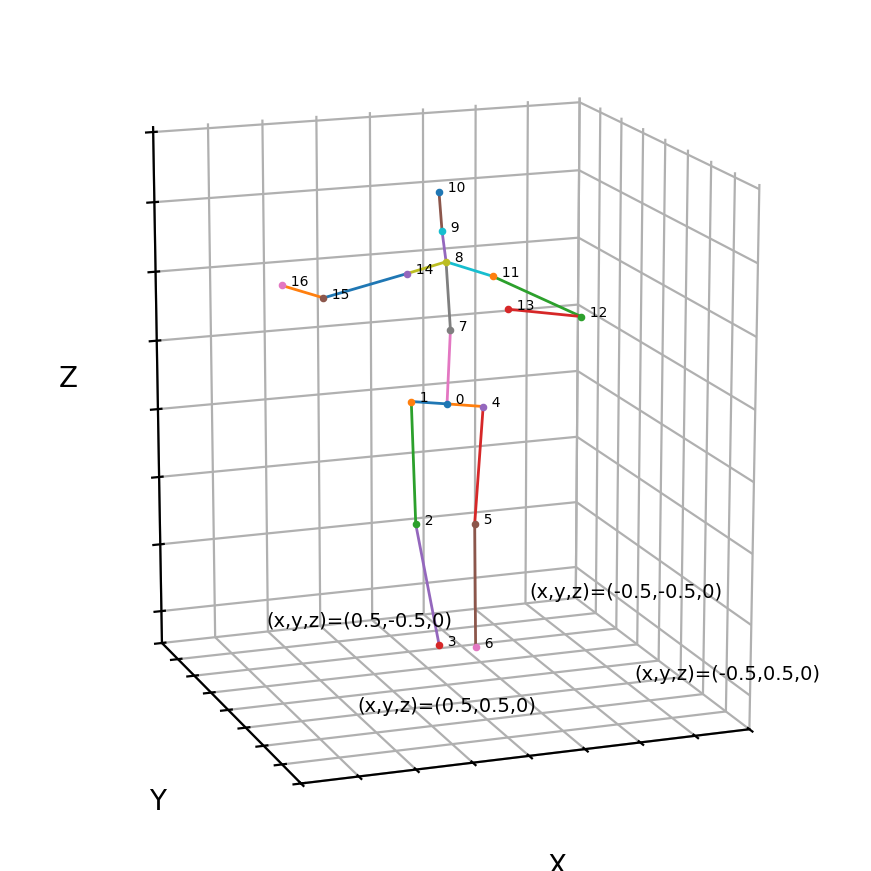 10
9
8
14
11
16
15
13
12
7
Z
1
0
4
2
5
(x,y,z)=(-0.5,-0.5,0)
(x,y,z)=(0.5,-0.5,0)
3
6
(x,y,z)=(-0.5,0.5,0)
(x,y,z)=(0.5,0.5,0)
Y
X